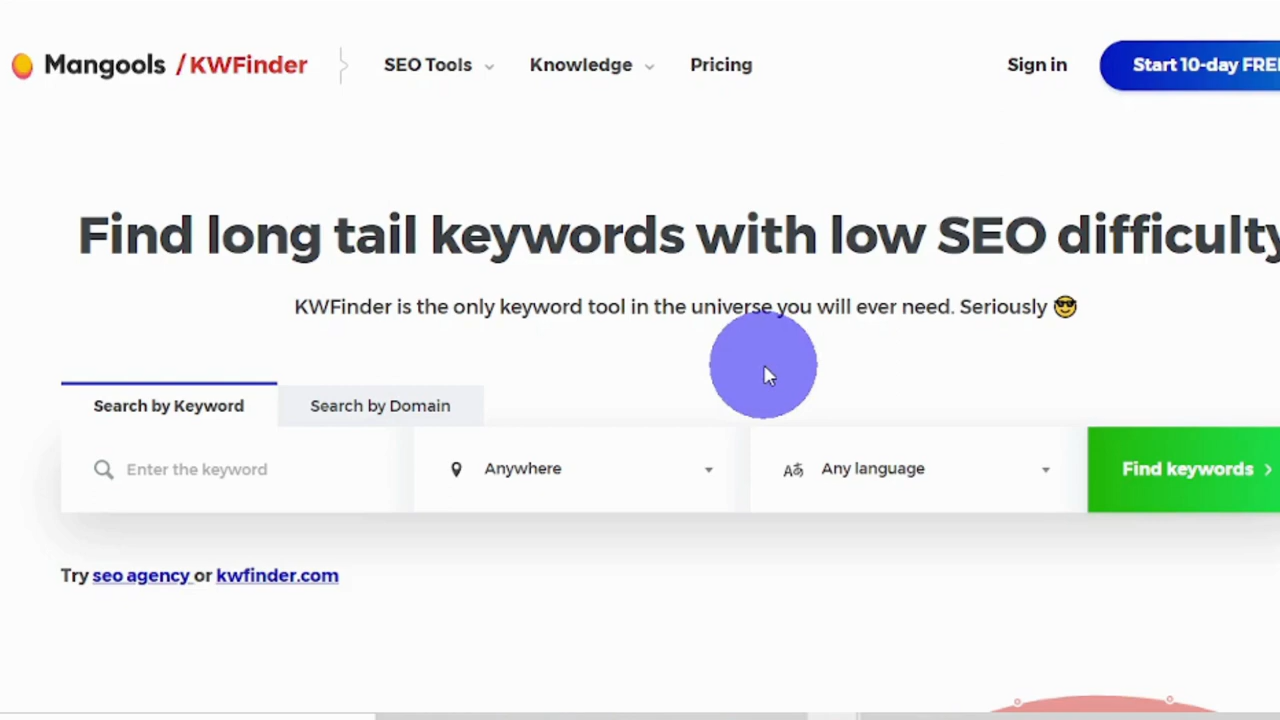 Mangools / KWFinder SEO Tools Knowledge Pricing Sign in Start 10-day FREE
Find long tail keywords with low SEO difficulty
KWFinder is the only keyword tool in the universe you will ever need. Seriously 😎
Search by Keyword Search by Domain
Enter the keyword Anywhere Any language Find keywords
Try seo agency or kwfinder.com